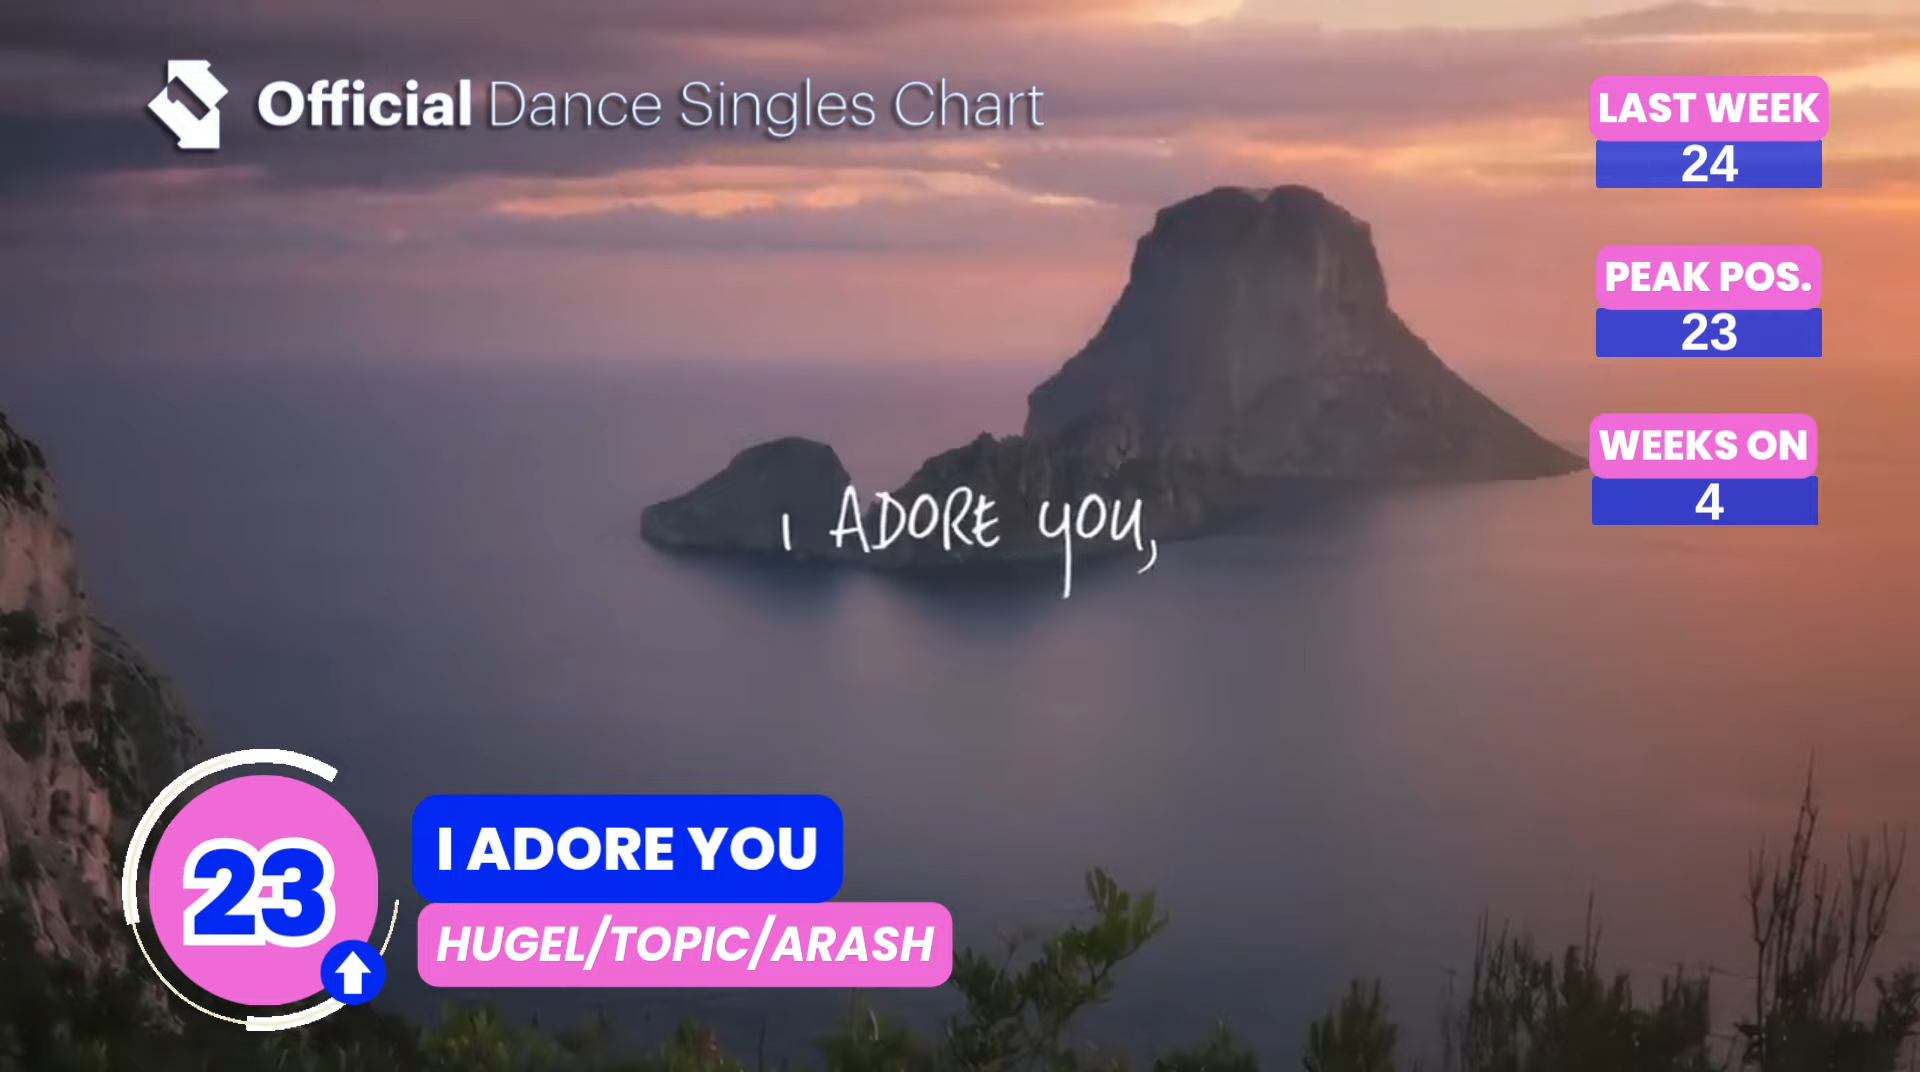 Official Dance Singles Chart
LAST WEEK
24
PEAK POS.
23
WEEKS ON
4
I ADORE YOU,
23
I ADORE YOU
HUGEL/TOPIC/ARASH